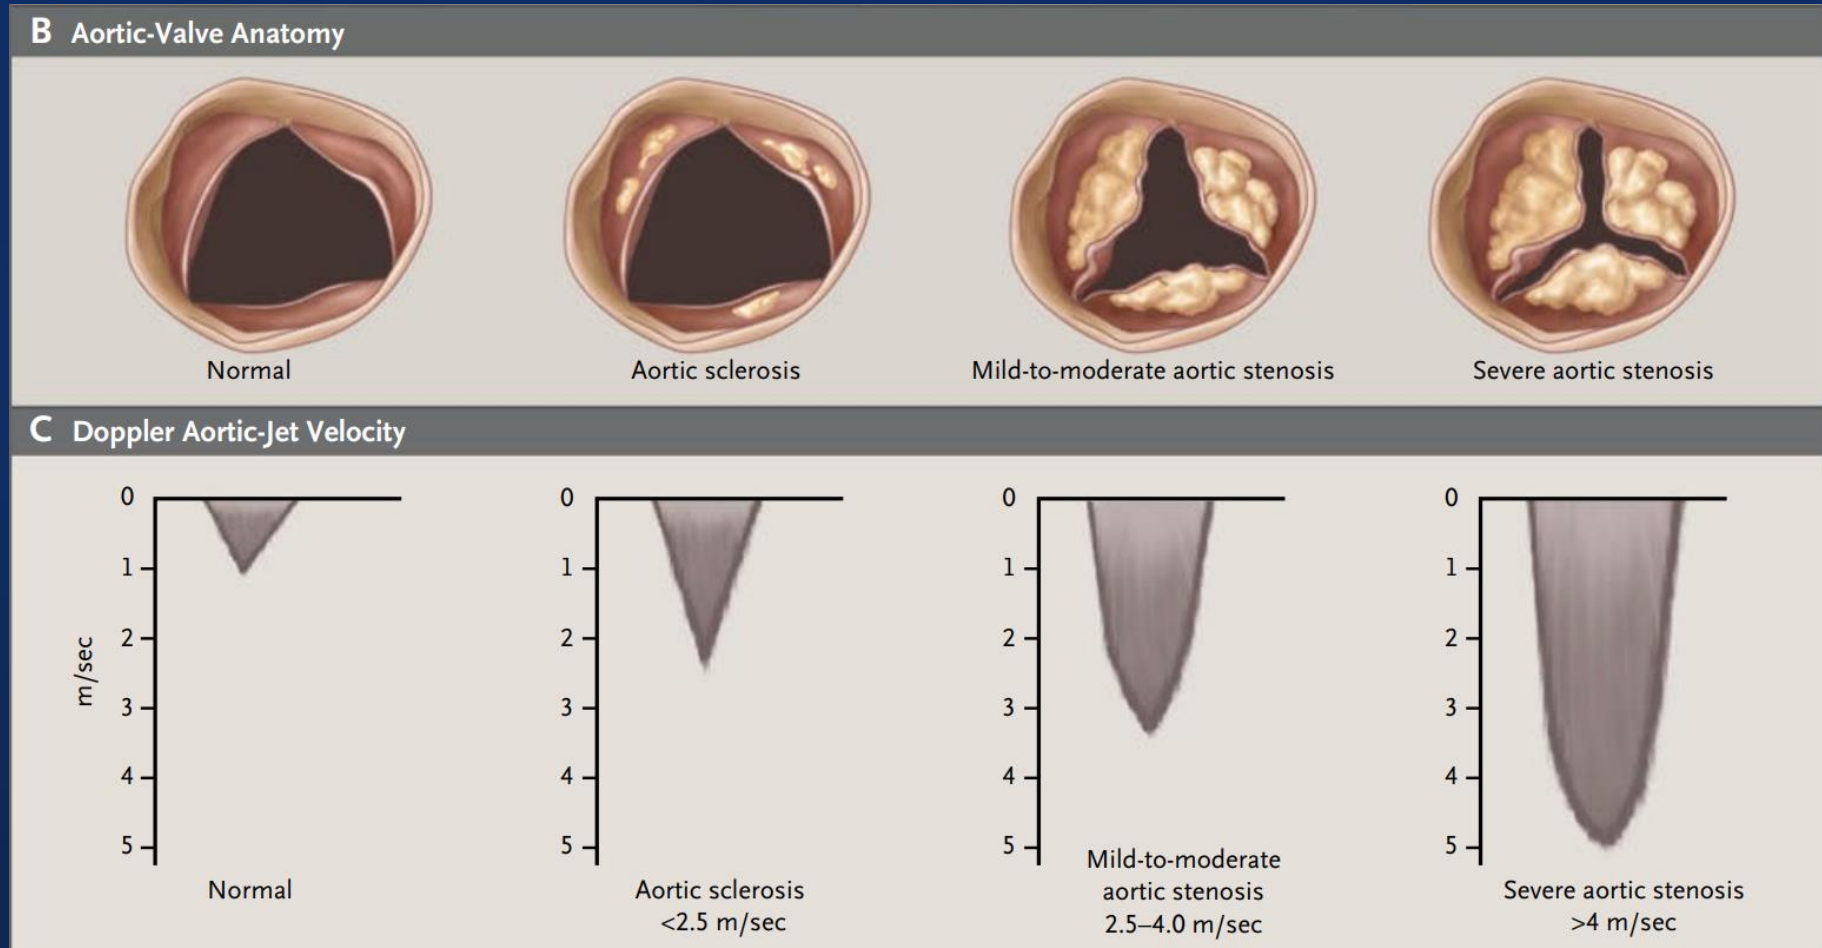 B Aortic-Valve Anatomy
Normal
Aortic sclerosis
Mild-to-moderate aortic stenosis
Severe aortic stenosis
C Doppler Aortic-Jet Velocity
m/sec
0
1
2
3
4
5
Normal
0
1
2
3
4
5
Aortic sclerosis
<2.5 m/sec
0
1
2
3
4
5
Mild-to-moderate
aortic stenosis
2.5–4.0 m/sec
0
1
2
3
4
5
Severe aortic stenosis
>4 m/sec